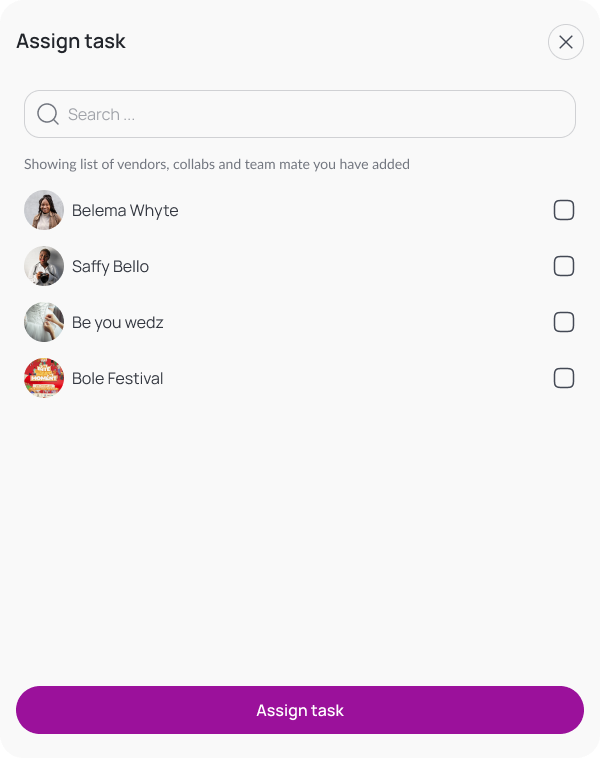 Assign task
Search ...
Showing list of vendors, collabs and team mate you have added
Belema Whyte
Saffy Bello
Be you wedz
Bole Festival
Assign task